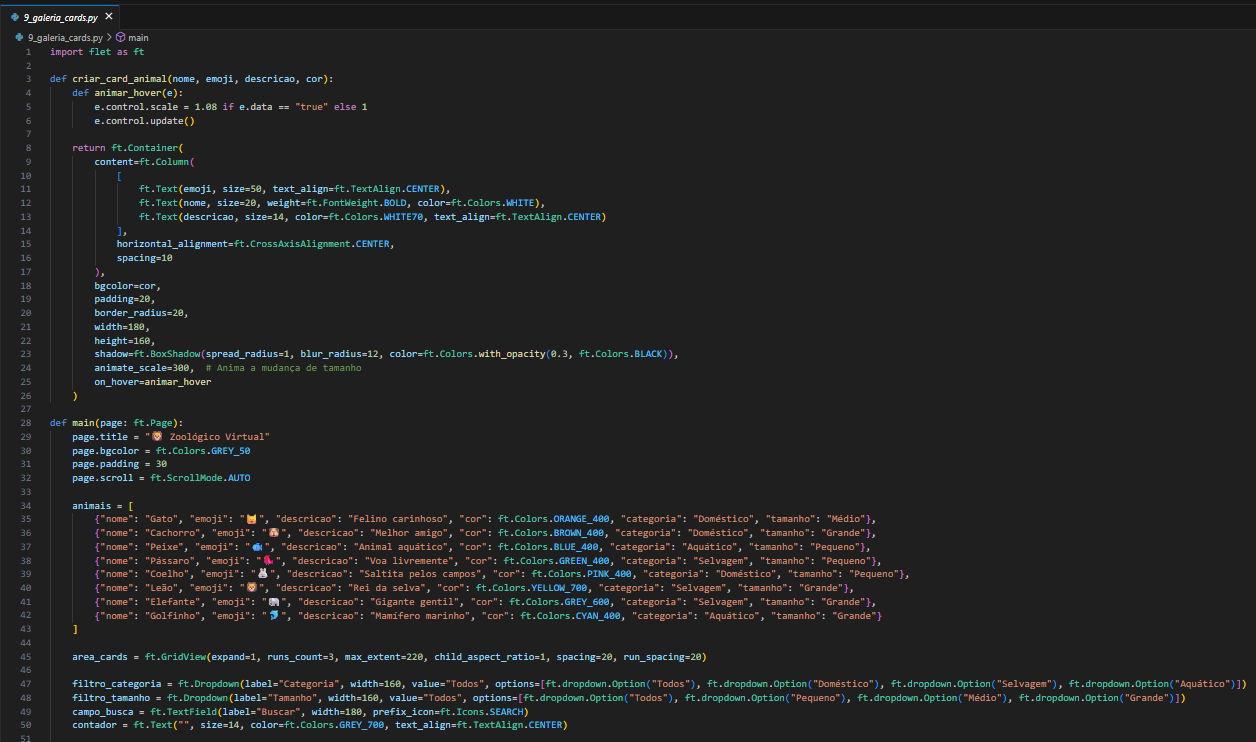 9_galeria_cards.py ×
9_galeria_cards.py > main
1 import flet as ft
2
3 def criar_card_animal(nome, emoji, descricao, cor):
4     def animar_hover(e):
5         e.control.scale = 1.08 if e.data == "true" else 1
6         e.control.update()
7
8     return ft.Container(
9         content=ft.Column(
10             [
11                 ft.Text(emoji, size=50, text_align=ft.TextAlign.CENTER),
12                 ft.Text(nome, size=20, weight=ft.FontWeight.BOLD, color=ft.Colors.WHITE),
13                 ft.Text(descricao, size=14, color=ft.Colors.WHITE70, text_align=ft.TextAlign.CENTER)
14             ],
15             horizontal_alignment=ft.CrossAxisAlignment.CENTER,
16             spacing=10
17         ),
18         bgcolor=cor,
19         padding=20,
20         border_radius=20,
21         width=180,
22         height=160,
23         shadow=ft.BoxShadow(spread_radius=1, blur_radius=12, color=ft.Colors.with_opacity(0.3, ft.Colors.BLACK)),
24         animate_scale=300,  # Anima a mudança de tamanho
25         on_hover=animar_hover
26     )
27
28 def main(page: ft.Page):
29     page.title = "🦁 Zoológico Virtual"
30     page.bgcolor = ft.Colors.GREY_50
31     page.padding = 30
32     page.scroll = ft.ScrollMode.AUTO
33
34     animais = [
35         {"nome": "Gato", "emoji": "🐱", "descricao": "Felino carinhoso", "cor": ft.Colors.ORANGE_400, "categoria": "Doméstico", "tamanho": "Médio"},
36         {"nome": "Cachorro", "emoji": "🐶", "descricao": "Melhor amigo", "cor": ft.Colors.BROWN_400, "categoria": "Doméstico", "tamanho": "Grande"},
37         {"nome": "Peixe", "emoji": "🐟", "descricao": "Animal aquático", "cor": ft.Colors.BLUE_400, "categoria": "Aquático", "tamanho": "Pequeno"},
38         {"nome": "Pássaro", "emoji": "🐦", "descricao": "Voa livremente", "cor": ft.Colors.GREEN_400, "categoria": "Selvagem", "tamanho": "Pequeno"},
39         {"nome": "Coelho", "emoji": "🐰", "descricao": "Saltita pelos campos", "cor": ft.Colors.PINK_400, "categoria": "Doméstico", "tamanho": "Pequeno"},
40         {"nome": "Leão", "emoji": "🦁", "descricao": "Rei da selva", "cor": ft.Colors.YELLOW_700, "categoria": "Selvagem", "tamanho": "Grande"},
41         {"nome": "Elefante", "emoji": "🐘", "descricao": "Gigante gentil", "cor": ft.Colors.GREY_600, "categoria": "Selvagem", "tamanho": "Grande"},
42         {"nome": "Golfinho", "emoji": "🐬", "descricao": "Mamífero marinho", "cor": ft.Colors.CYAN_400, "categoria": "Aquático", "tamanho": "Grande"}
43     ]
44
45     area_cards = ft.GridView(expand=1, runs_count=3, max_extent=220, child_aspect_ratio=1, spacing=20, run_spacing=20)
46
47     filtro_categoria = ft.Dropdown(label="Categoria", width=160, value="Todos", options=[ft.dropdown.Option("Todos"), ft.dropdown.Option("Doméstico"), ft.dropdown.Option("Selvagem"), ft.dropdown.Option("Aquático")])
48     filtro_tamanho = ft.Dropdown(label="Tamanho", width=160, value="Todos", options=[ft.dropdown.Option("Todos"), ft.dropdown.Option("Pequeno"), ft.dropdown.Option("Médio"), ft.dropdown.Option("Grande")])
49     campo_busca = ft.TextField(label="Buscar", width=180, prefix_icon=ft.Icons.SEARCH)
50     contador = ft.Text("", size=14, color=ft.Colors.GREY_700, text_align=ft.TextAlign.CENTER)
51